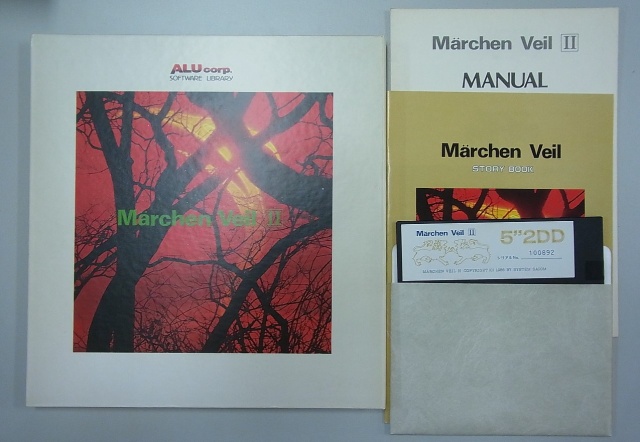 ALU corp.
SOFTWARE LIBRARY
Märchen Veil II
Märchen Veil II
MANUAL
Märchen Veil
STORY BOOK
Märchen Veil II
5"2DD
100892